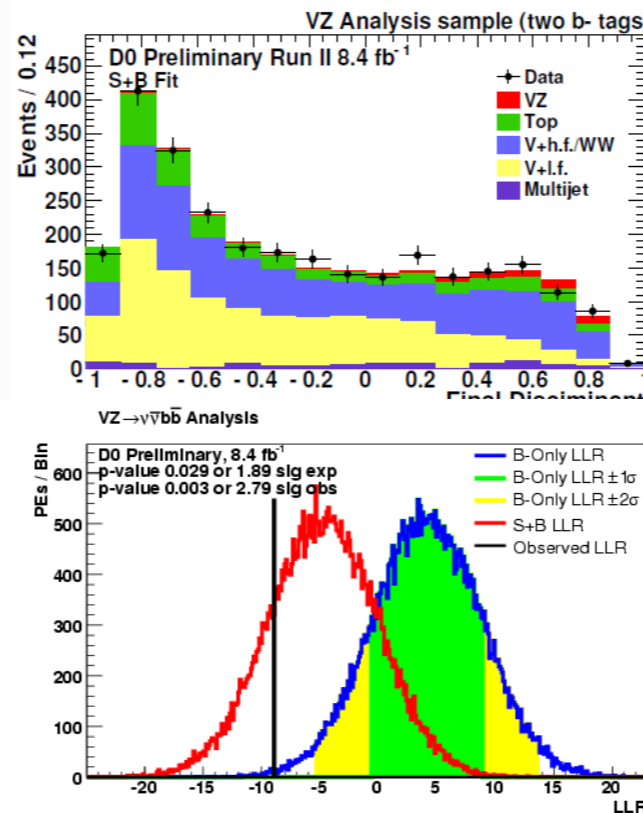 VZ Analysis sample (two b- tags
D0 Preliminary Run II 8.4 fb-1
S+B Fit
Events / 0.12
450
400
350
300
250
200
150
100
50
0
Data
VZ
Top
V+h.f./WW
V+l.f.
Multijet
-1 -0.8 -0.6 -0.4 -0.2 0 0.2 0.4 0.6 0.8
VZ→νν̄bb̄ Analysis
D0 Preliminary, 8.4 fb-1
p-value 0.029 or 1.89 sig exp
p-value 0.003 or 2.79 sig obs
PEs / Bin
600
500
400
300
200
100
0
B-Only LLR
B-Only LLR ±1σ
B-Only LLR ±2σ
S+B LLR
Observed LLR
-20 -15 -10 -5 0 5 10 15 20
LLR